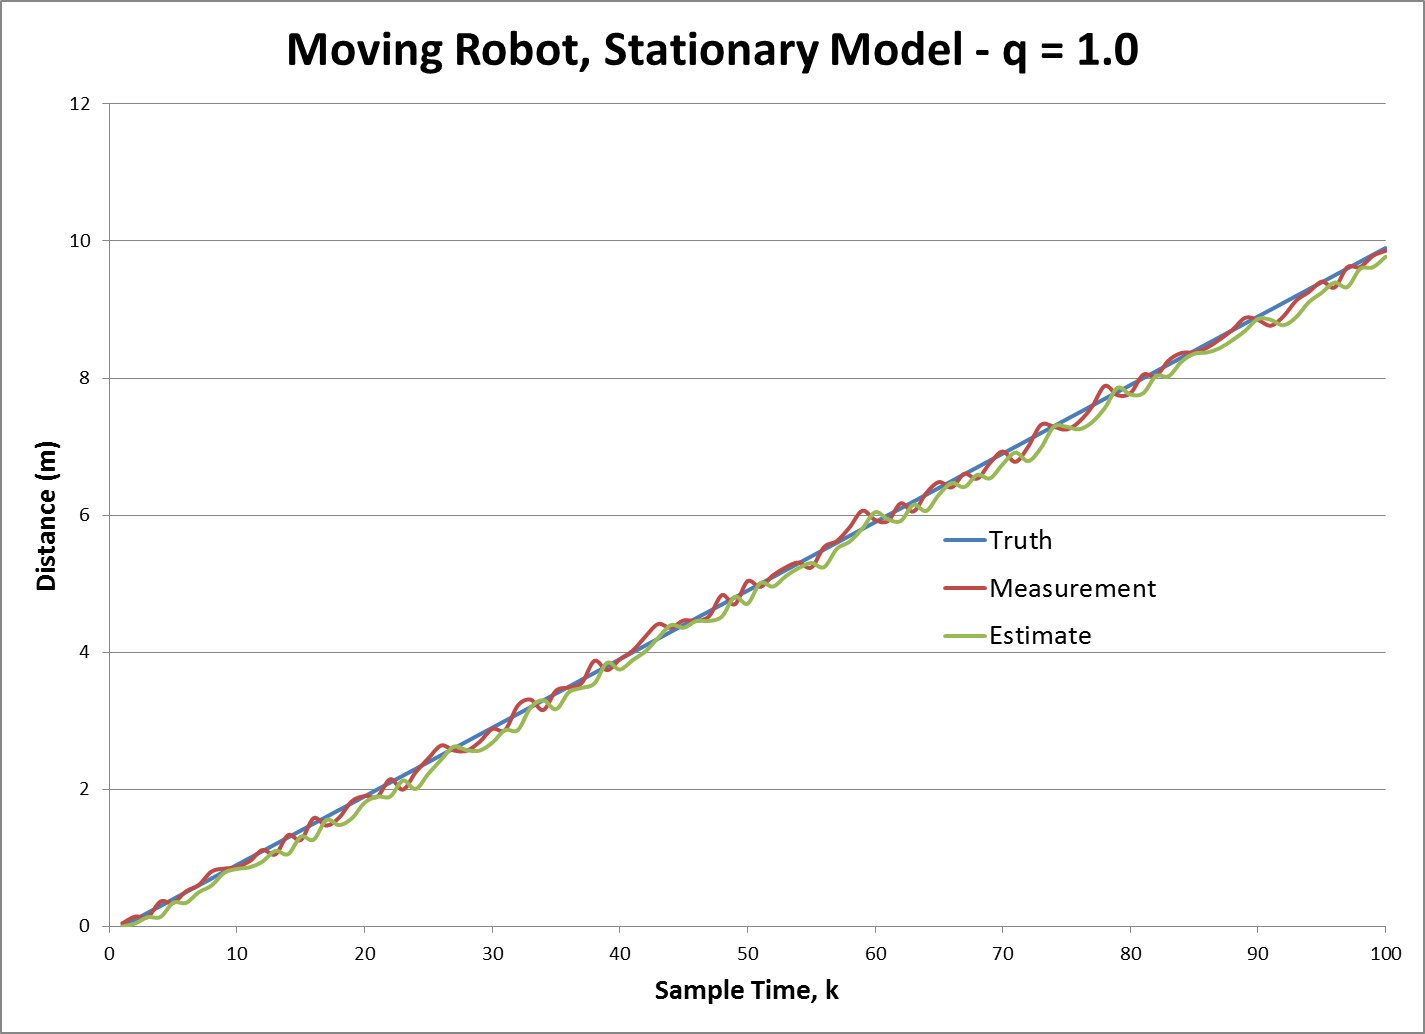 Moving Robot, Stationary Model - q = 1.0
12
10
8
6
4
2
0
Distance (m)
Truth
Measurement
Estimate
0 10 20 30 40 50 60 70 80 90 100
Sample Time, k